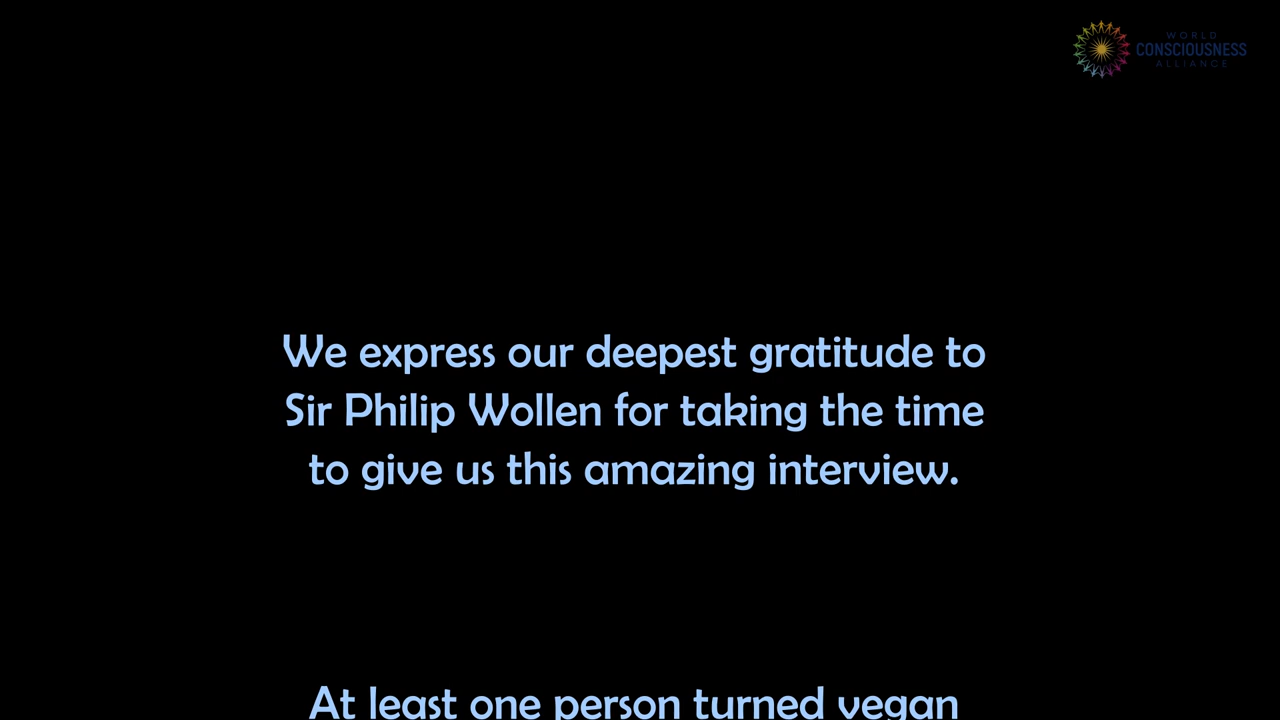 WORLD
CONSCIOUSNESS
ALLIANCE
We express our deepest gratitude to
Sir Philip Wollen for taking the time
to give us this amazing interview.
At least one person turned vegan